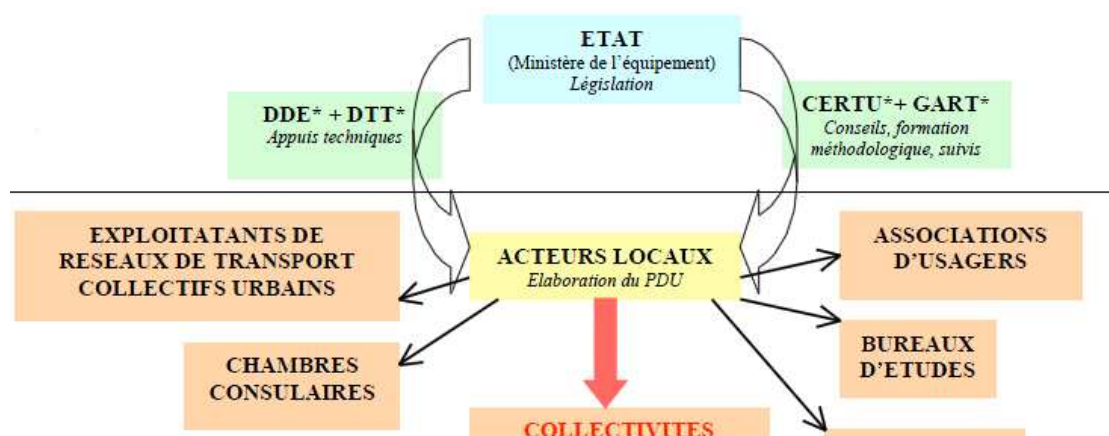 ETAT
(Ministère de l'équipement)
Législation
DDE* + DTT*
Appuis techniques
CERTU*+ GART*
Conseils, formation
méthodologique, suivis
EXPLOITATANTS DE
RESEAUX DE TRANSPORT
COLLECTIFS URBAINS
ACTEURS LOCAUX
Elaboration du PDU
ASSOCIATIONS
D'USAGERS
CHAMBRES
CONSULAIRES
BUREAUX
D'ETUDES
COLLECTIVITES